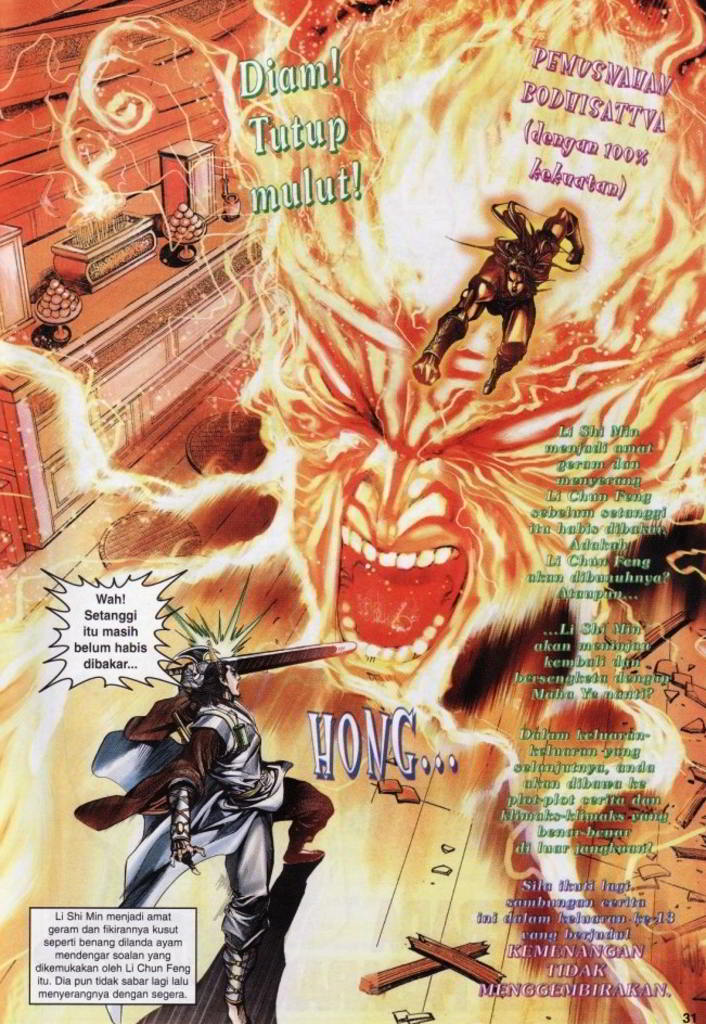 Diam!
Tutup
mulut!
PEMUSNAHAN
BODHISATTVA
(dengan 100%
kekuatan)
Li Shi Min
menjadi amat
geram dan
menyerang
Li Chun Feng
sebelum setanggi
itu habis dibakar.
Adakah
Li Chun Feng
akan dibunuhnya?
Ataupun...
Wah!
Setanggi
itu masih
belum habis
dibakar...
...Li Shi Min
akan meninjau
kembali dan
bersengketa dengan
Maha Ye nanti?
HONG...
Dalam keluaran-
keluaran yang
selanjutnya, anda
akan dibawa ke
plot-plot cerita dan
klimaks-klimaks yang
benar-benar
di luar jangkaan!
Sila ikuti lagi
sambungan cerita
ini dalam keluaran ke-13
yang berjudul
KEMENANGAN
TIDAK
MENGGEMBIRAKAN.
Li Shi Min menjadi amat
geram dan fikirannya kusut
seperti benang dilanda ayam
mendengar soalan yang
dikemukakan oleh Li Chun Feng
itu. Dia pun tidak sabar lagi lalu
menyerangnya dengan segera.
31